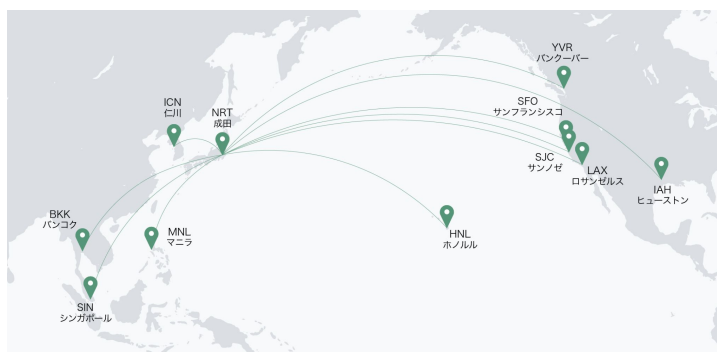 YVR
バンクーバー
SFO
サンフランシスコ
ICN
仁川
NRT
成田
SJC
サンノゼ
LAX
ロサンゼルス
IAH
ヒューストン
BKK
バンコク
MNL
マニラ
HNL
ホノルル
SIN
シンガポール